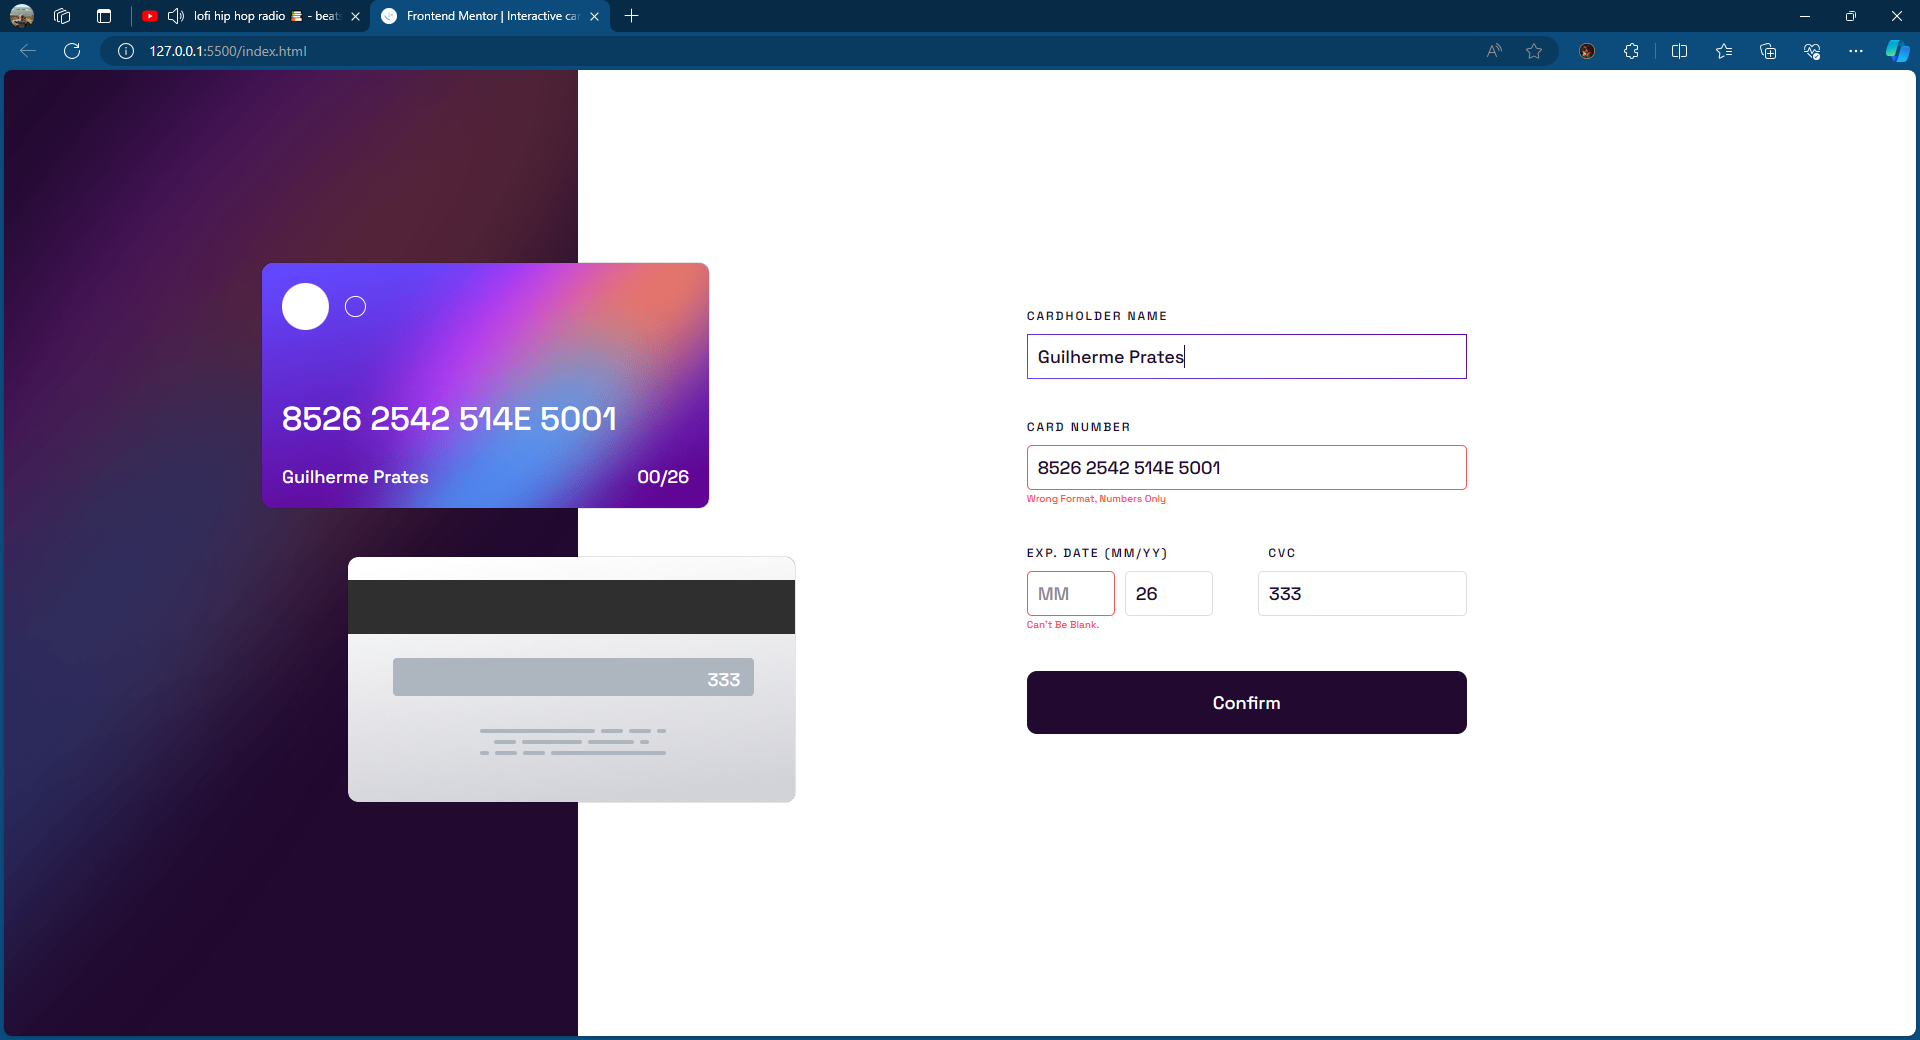 lofi hip hop radio 📚 - beats
Frontend Mentor | Interactive car
127.0.0.1:5500/index.html
8526 2542 514E 5001
Guilherme Prates 00/26
333
CARDHOLDER NAME
Guilherme Prates
CARD NUMBER
8526 2542 514E 5001
Wrong Format, Numbers Only
EXP. DATE (MM/YY) CVC
MM 26 333
Can't Be Blank.
Confirm